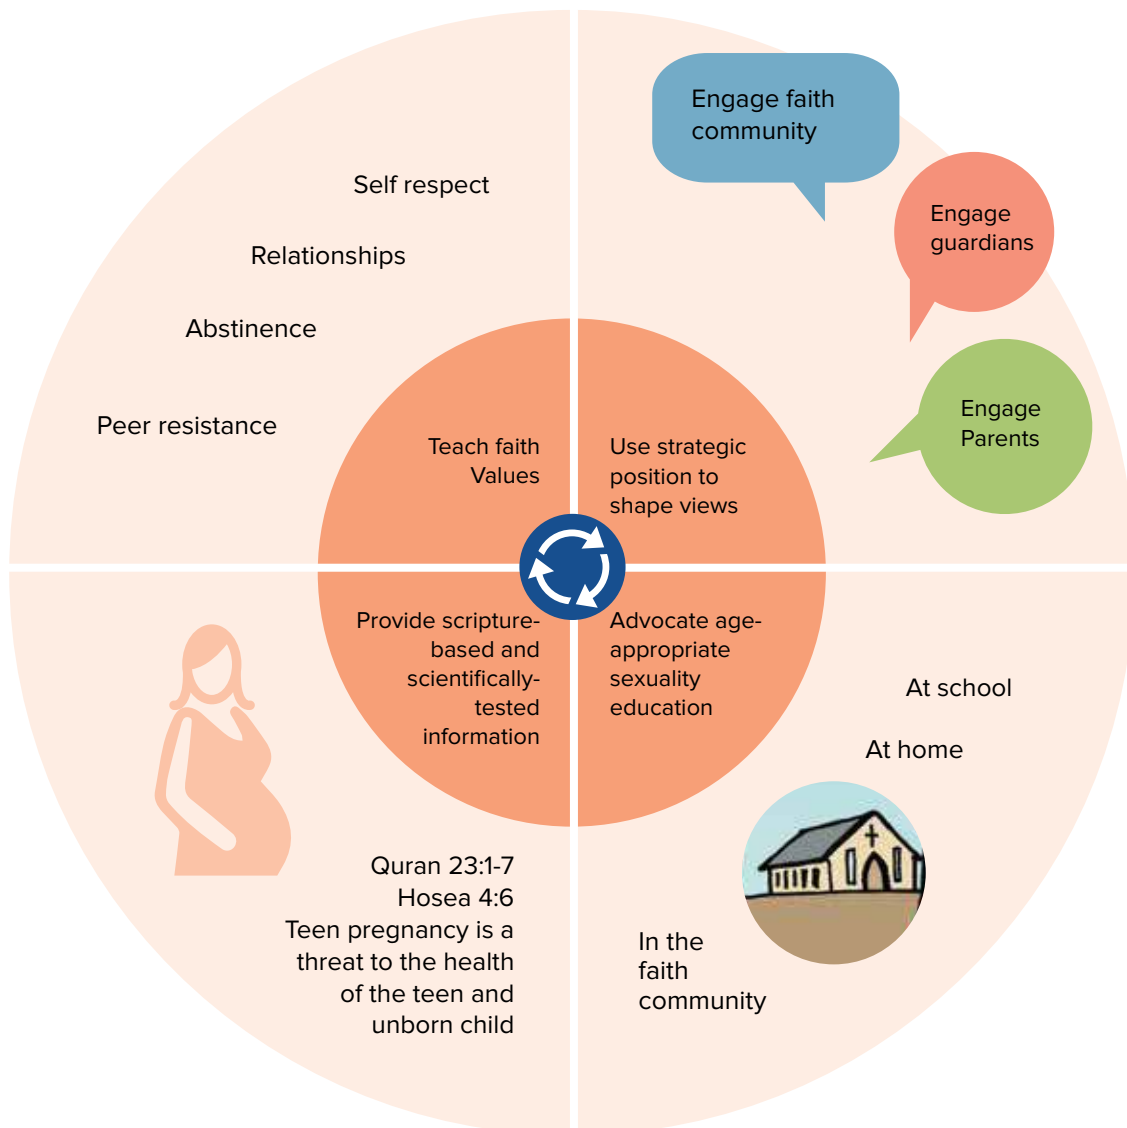 Engage faith
community
Engage
guardians
Engage
Parents
Self respect
Relationships
Abstinence
Peer resistance
Teach faith
Values
Use strategic
position to
shape views
Provide scripture-
based and
scientifically-
tested
information
Advocate age-
appropriate
sexuality
education
At school
At home
In the
faith
community
Quran 23:1-7
Hosea 4:6
Teen pregnancy is a
threat to the health
of the teen and
unborn child